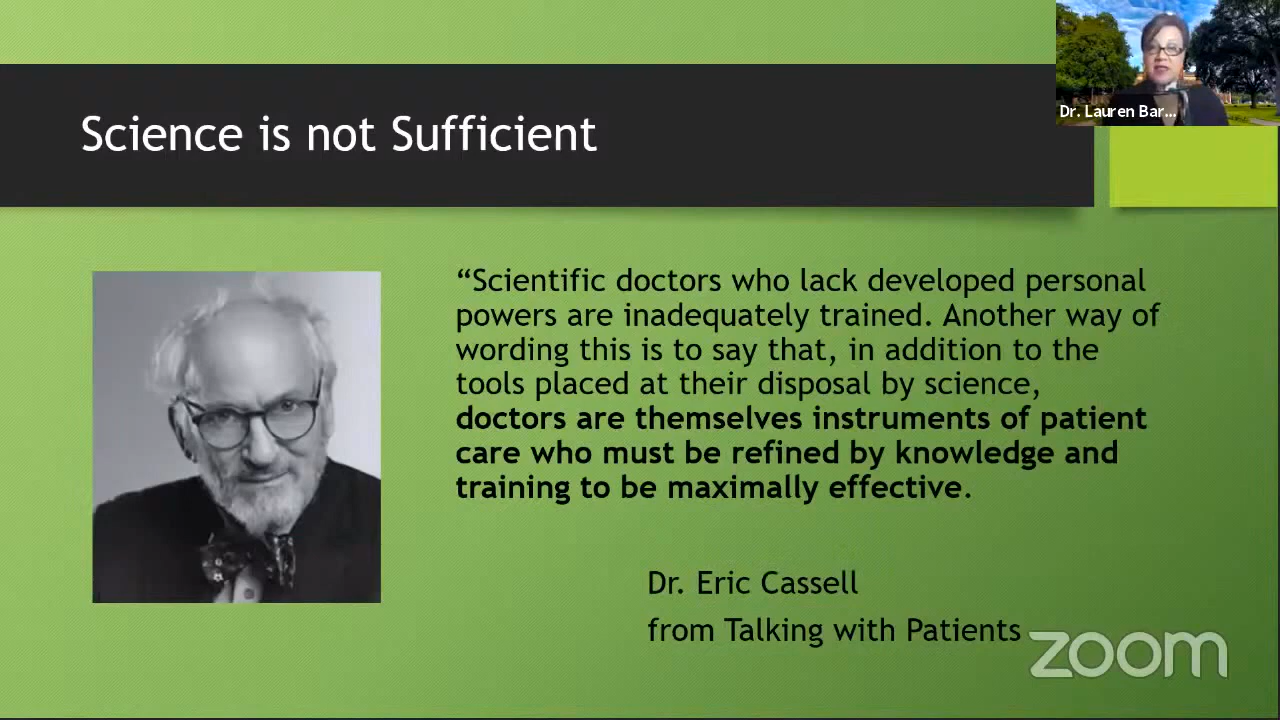 Dr. Lauren Bar...
Science is not Sufficient
“Scientific doctors who lack developed personal
powers are inadequately trained. Another way of
wording this is to say that, in addition to the
tools placed at their disposal by science,
doctors are themselves instruments of patient
care who must be refined by knowledge and
training to be maximally effective.
Dr. Eric Cassell
from Talking with Patients
zoom